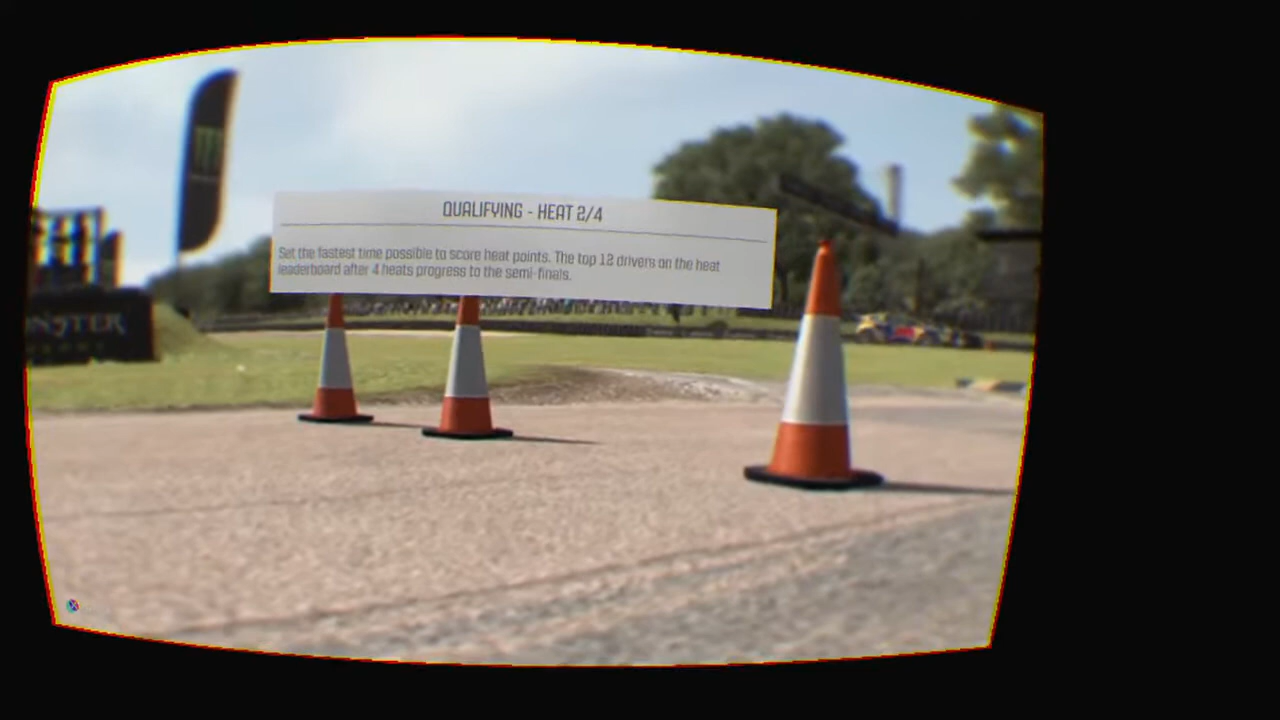 QUALIFYING - HEAT 2/4
Set the fastest time possible to score heat points. The top 12 drivers on the heat
leaderboard after 4 heats progress to the semi-finals.